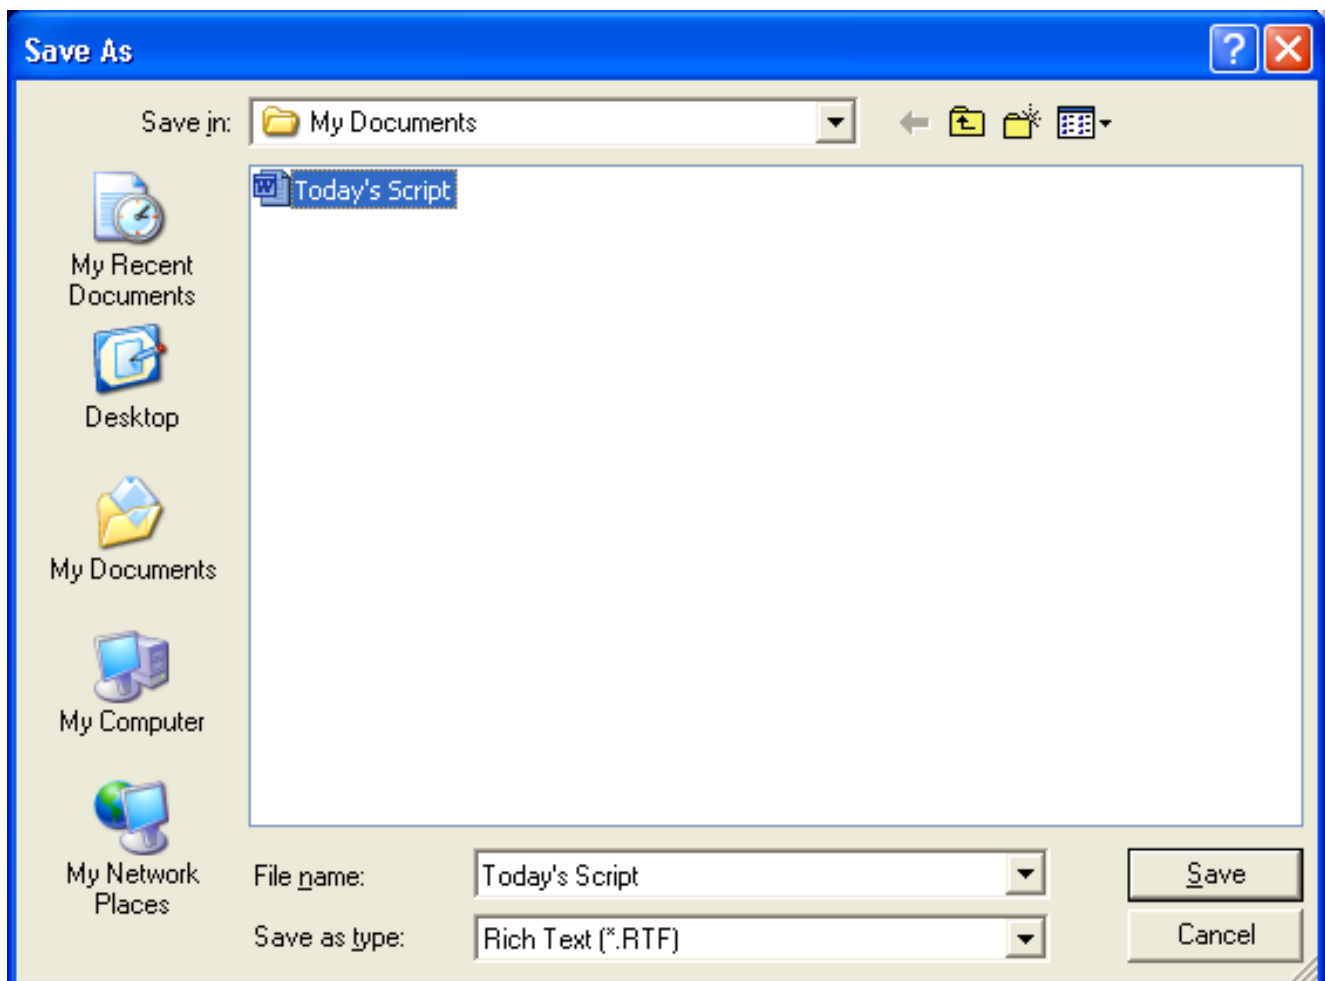 Save As
Save in: My Documents
Today's Script
My Recent
Documents
Desktop
My Documents
My Computer
My Network
Places
File name: Today's Script
Save
Save as type: Rich Text (*.RTF)
Cancel